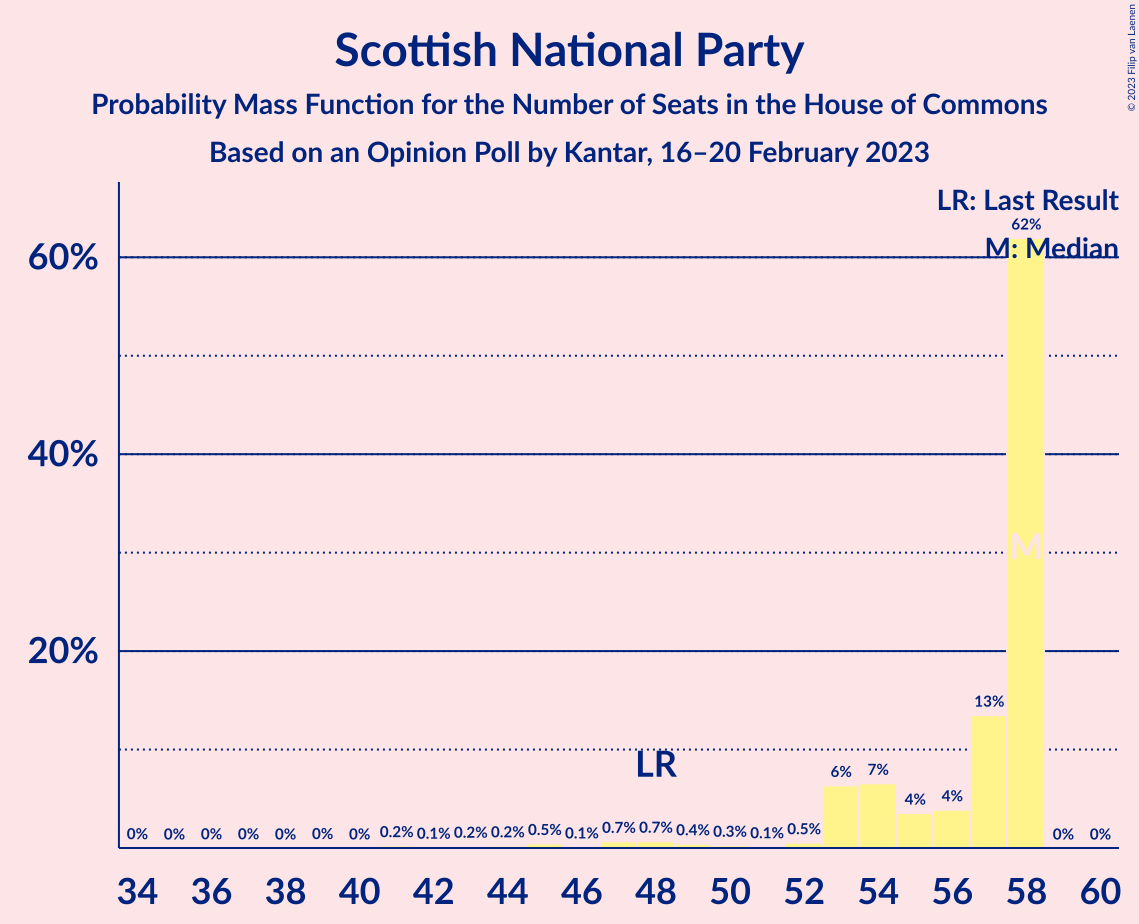 Scottish National Party
Probability Mass Function for the Number of Seats in the House of Commons
Based on an Opinion Poll by Kantar, 16–20 February 2023
© 2023 Filip van Laenen
LR: Last Result
M: Median
60%
40%
20%
0% 0% 0% 0% 0% 0% 0% 0.2% 0.1% 0.2% 0.2% 0.5% 0.1% 0.7% 0.7% 0.4% 0.3% 0.1% 0.5% 6% 7% 4% 4% 13% 62% 0% 0%
LR
M
34 36 38 40 42 44 46 48 50 52 54 56 58 60